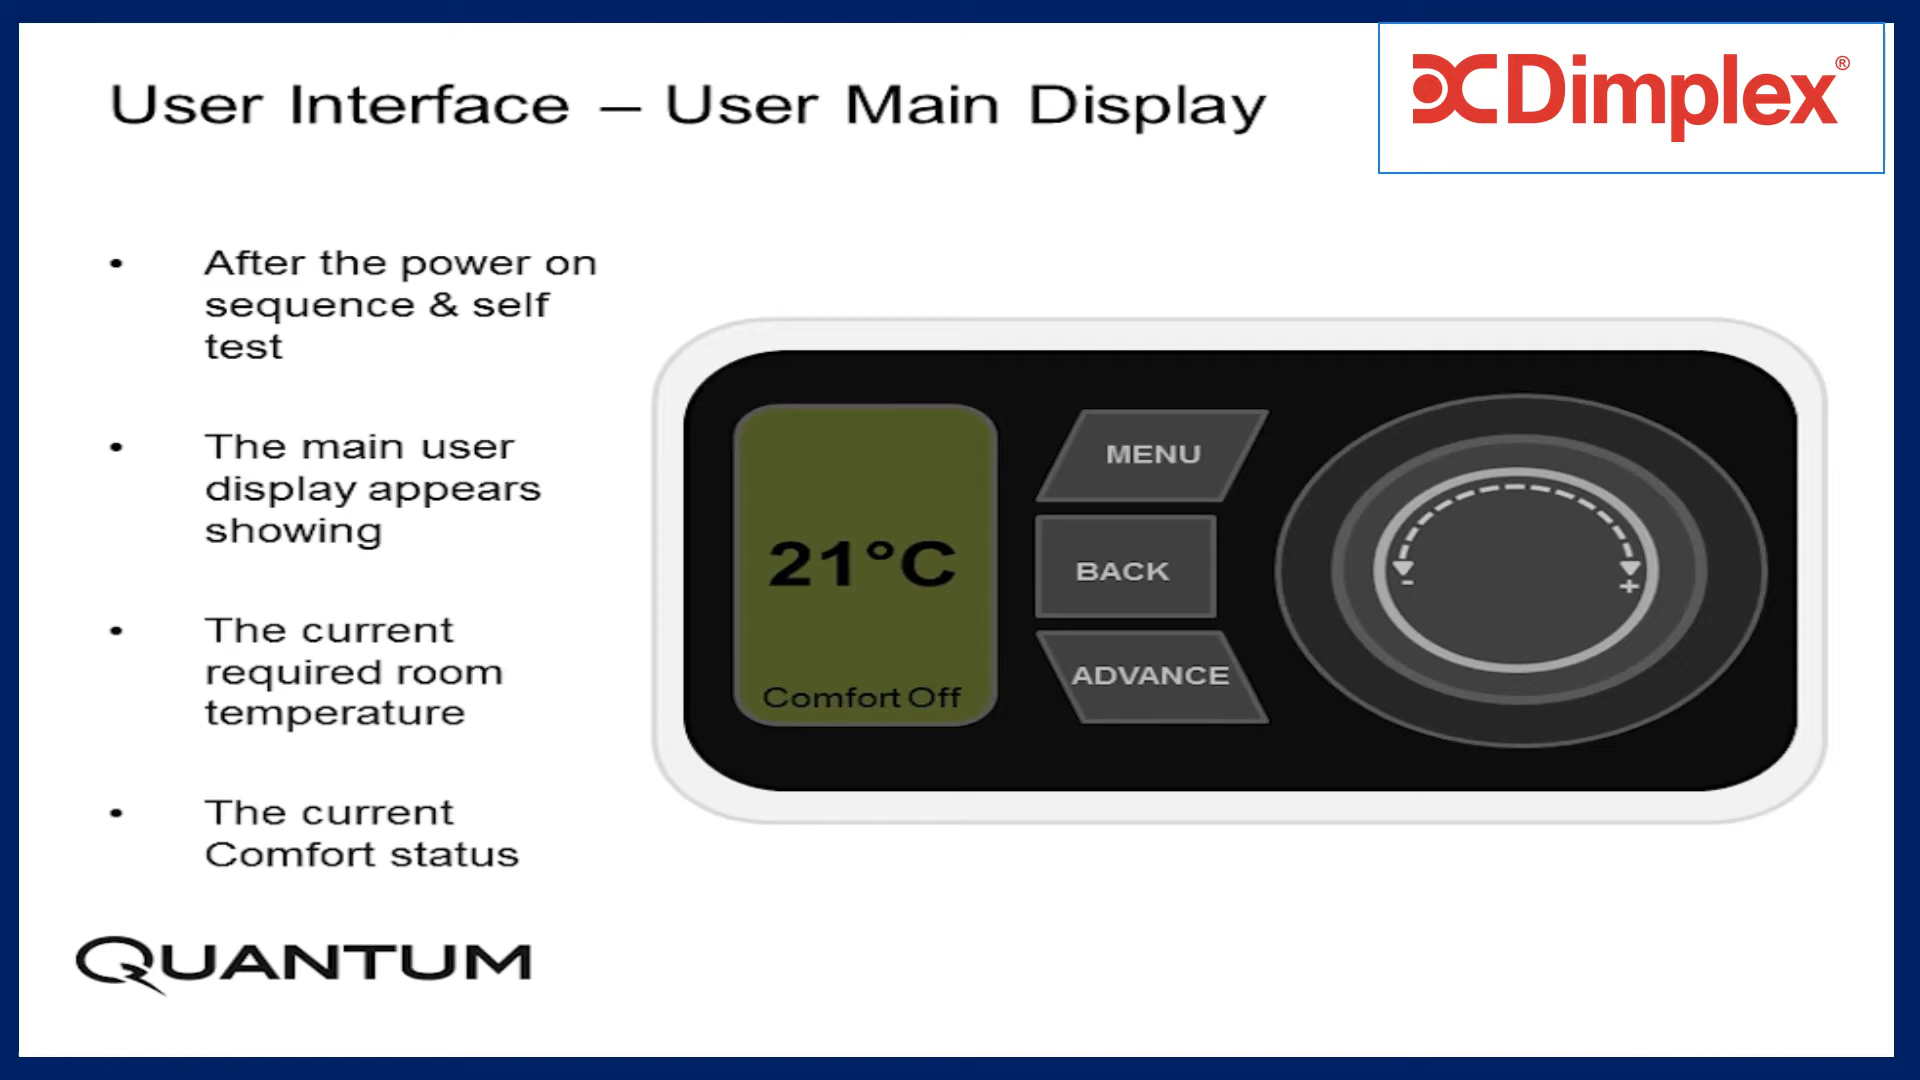 User Interface – User Main Display
Dimplex®
• After the power on
sequence & self
test
• The main user
display appears
showing
• The current
required room
temperature
• The current
Comfort status
21°C
Comfort Off
MENU
BACK
ADVANCE
- +
QUANTUM